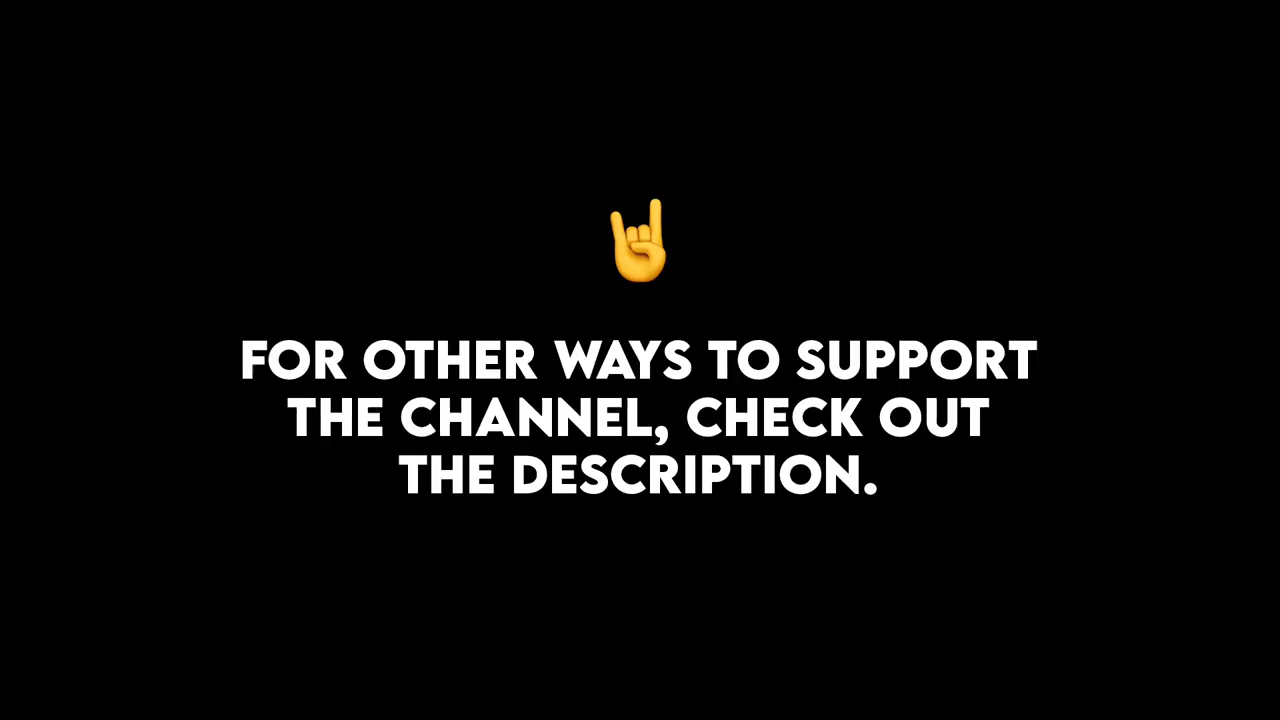 FOR OTHER WAYS TO SUPPORT
THE CHANNEL, CHECK OUT
THE DESCRIPTION.